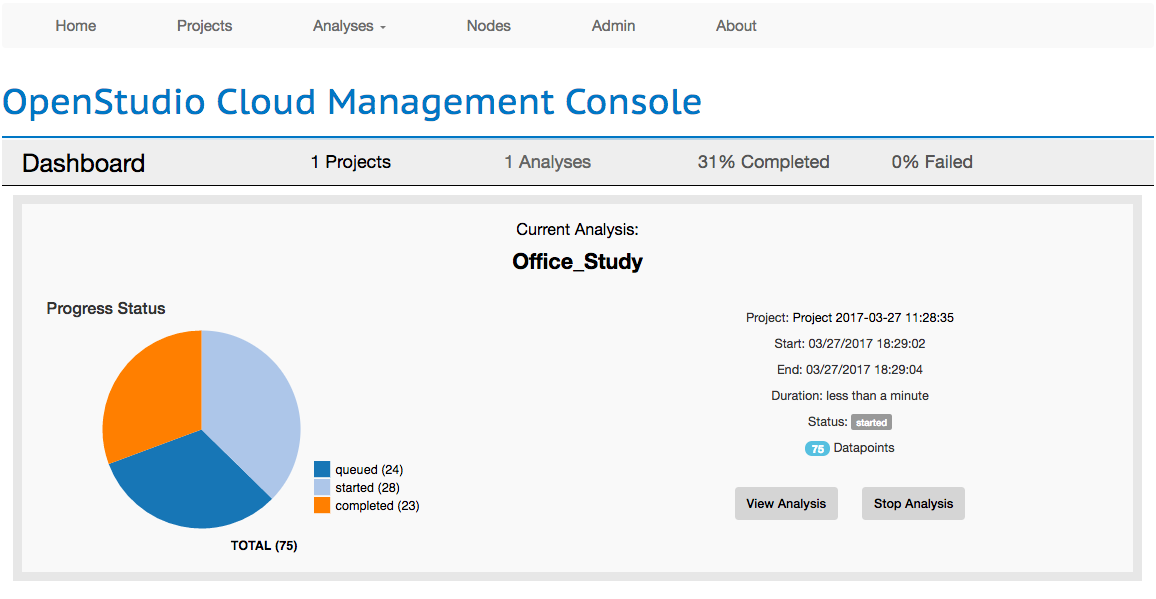 Home Projects Analyses Nodes Admin About
OpenStudio Cloud Management Console
Dashboard 1 Projects 1 Analyses 31% Completed 0% Failed
Current Analysis:
Office_Study
Progress Status
queued (24)
started (28)
completed (23)
TOTAL (75)
Project: Project 2017-03-27 11:28:35
Start: 03/27/2017 18:29:02
End: 03/27/2017 18:29:04
Duration: less than a minute
Status: started
75 Datapoints
View Analysis Stop Analysis